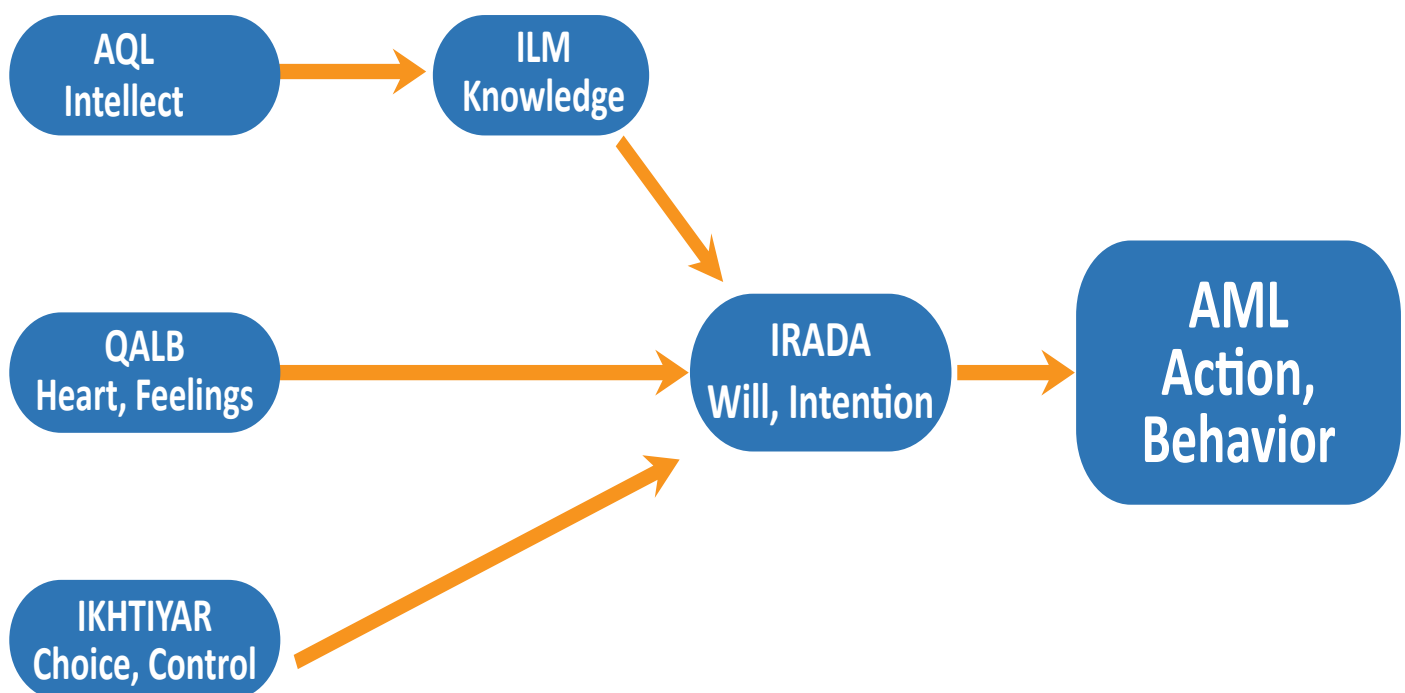 AQL
Intellect
ILM
Knowledge
QALB
Heart, Feelings
IRADA
Will, Intention
AML
Action,
Behavior
IKHTIYAR
Choice, Control